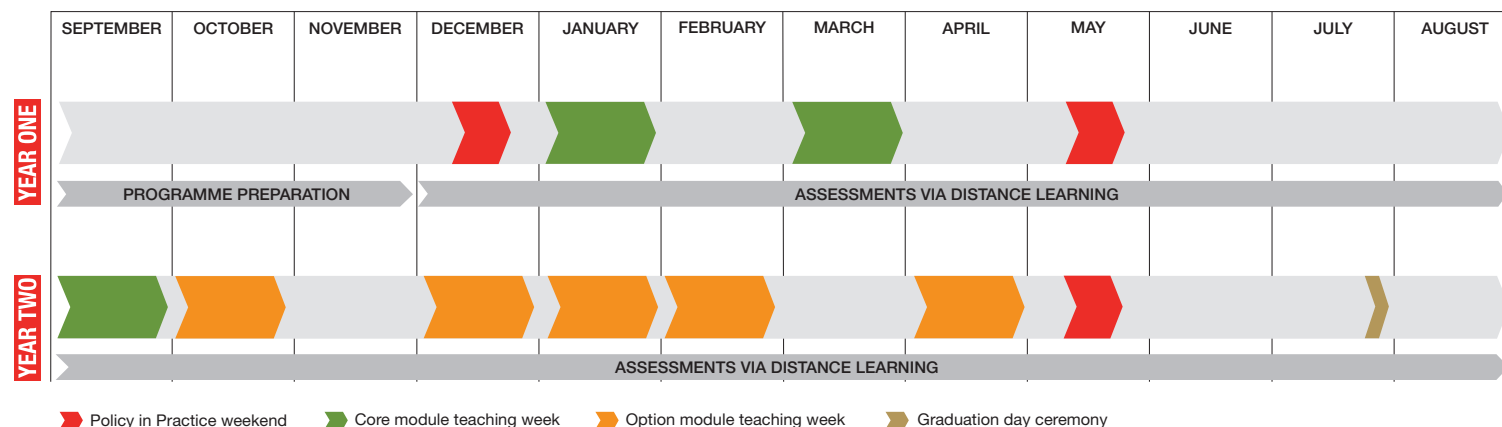 SEPTEMBER OCTOBER NOVEMBER DECEMBER JANUARY FEBRUARY MARCH APRIL MAY JUNE JULY AUGUST
YEAR ONE
PROGRAMME PREPARATION ASSESSMENTS VIA DISTANCE LEARNING
YEAR TWO
ASSESSMENTS VIA DISTANCE LEARNING
Policy in Practice weekend Core module teaching week Option module teaching week Graduation day ceremony